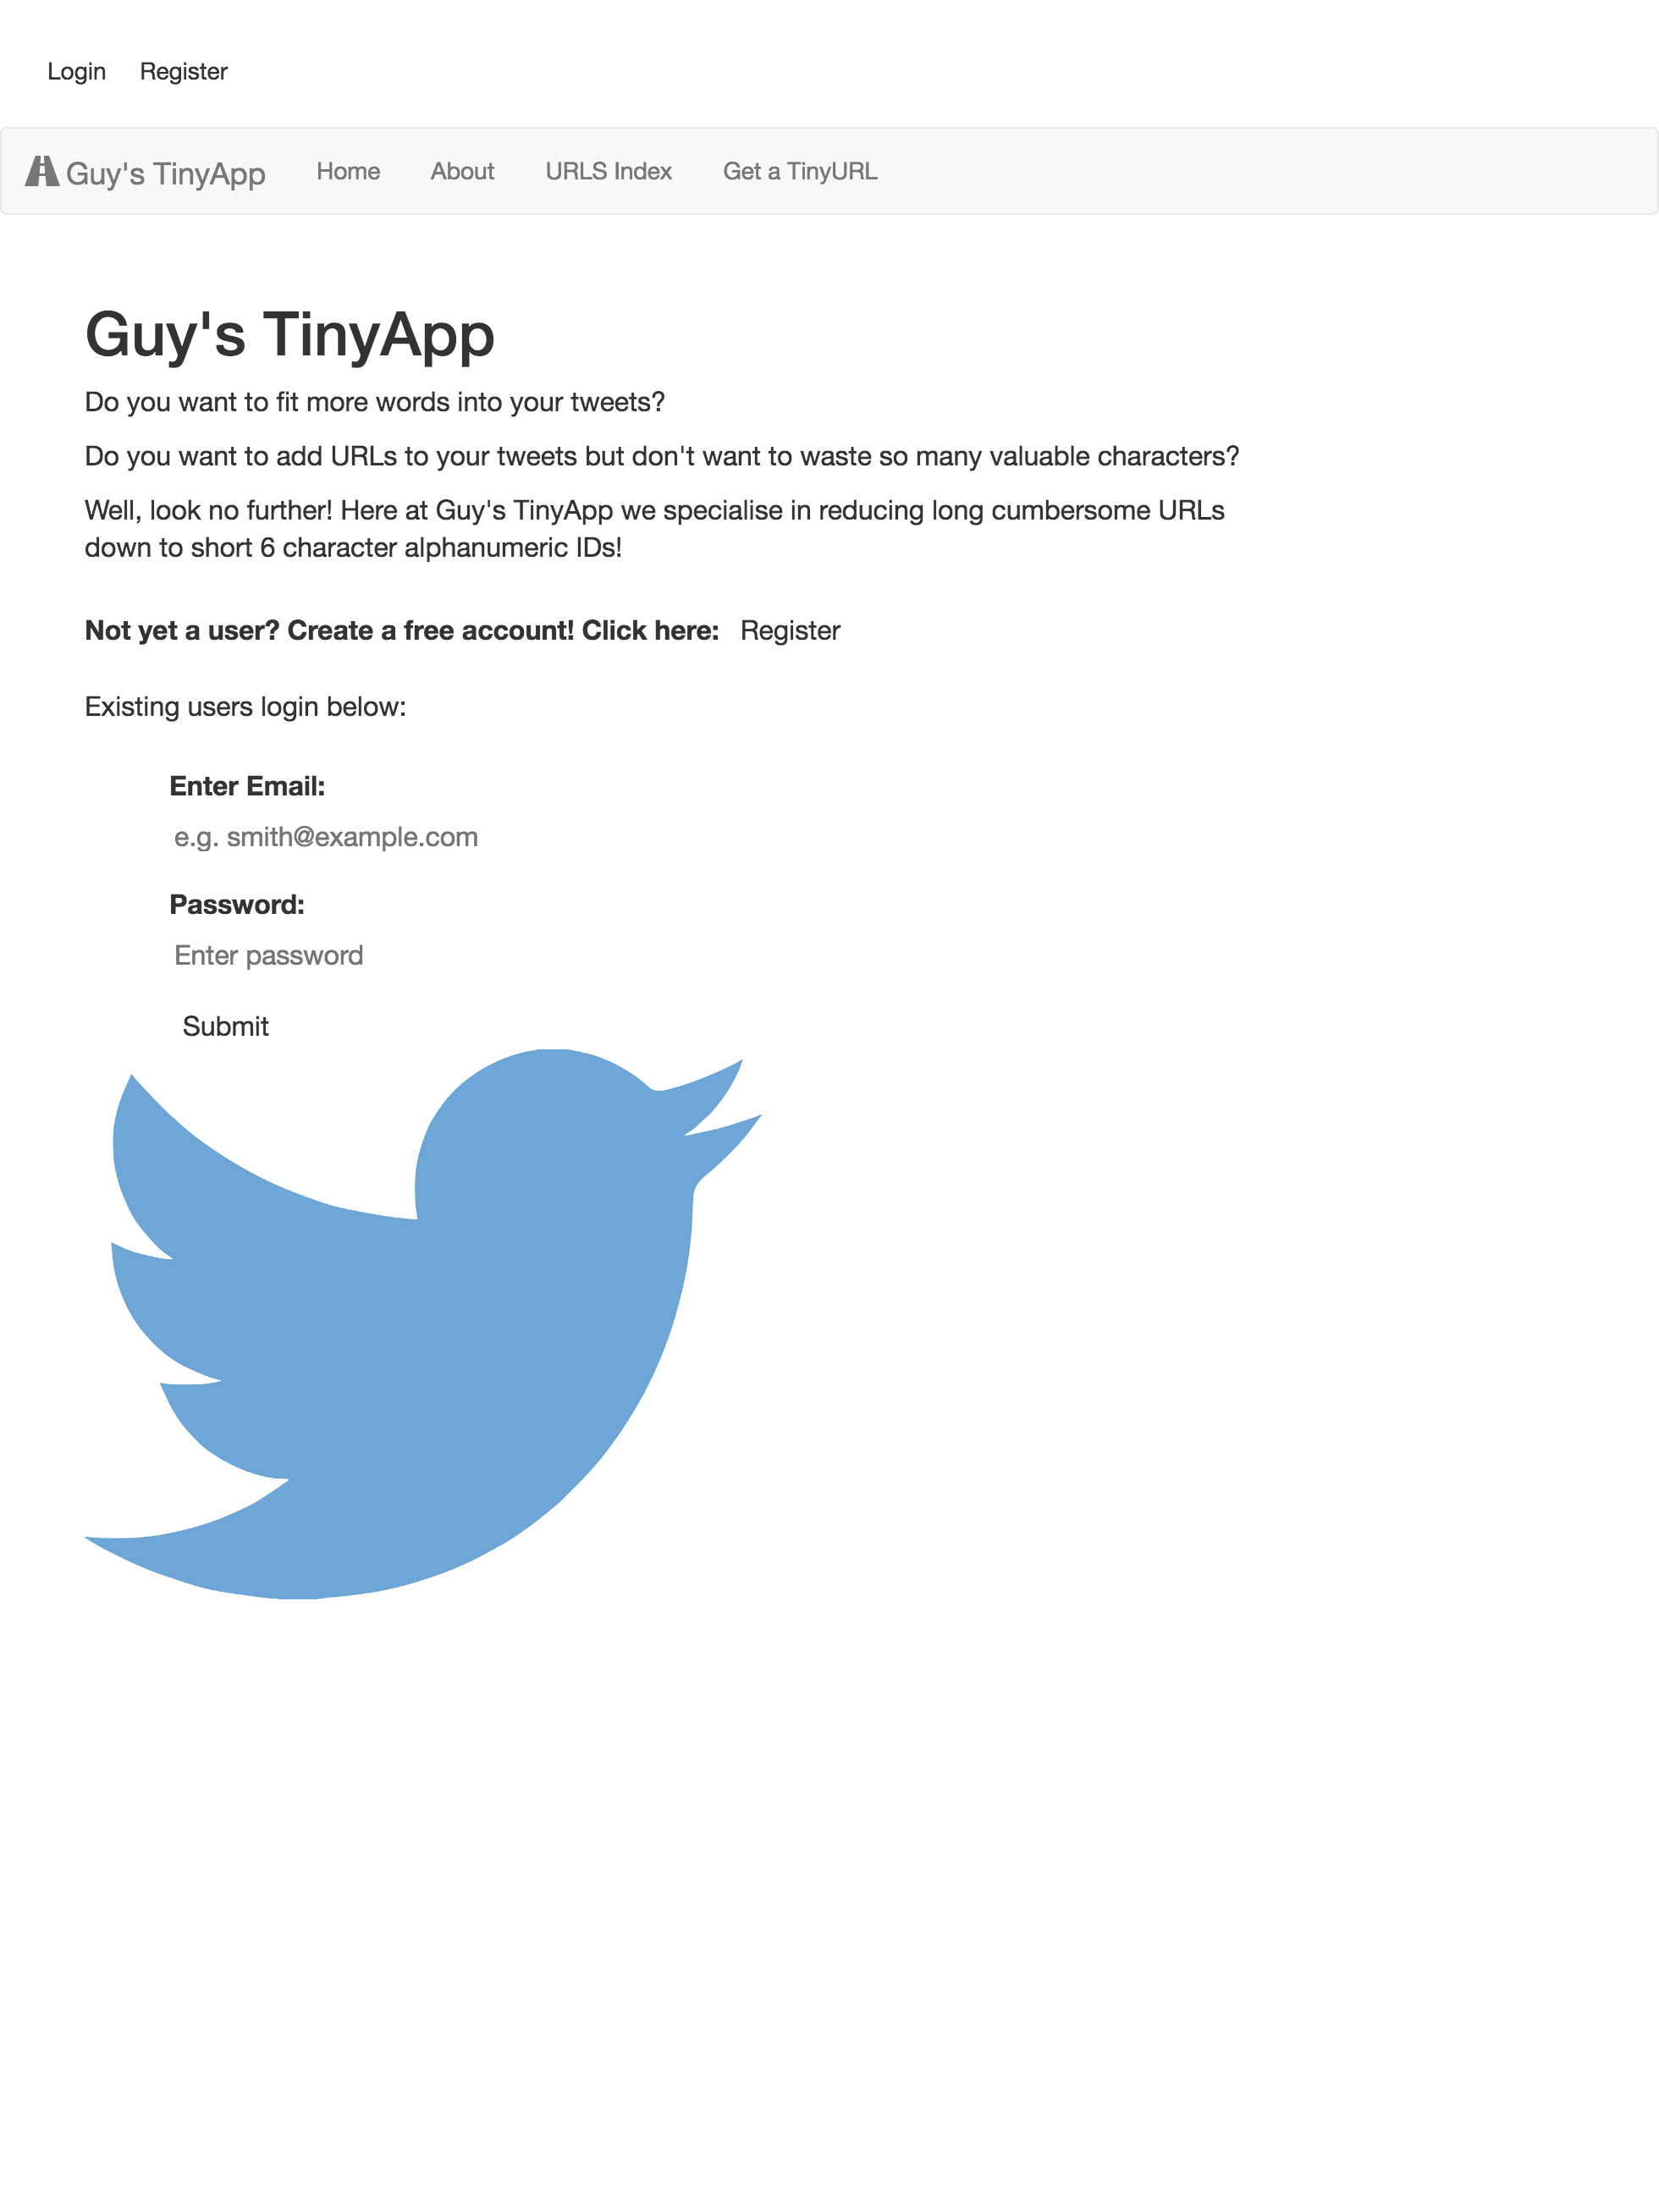 Login Register
Guy's TinyApp Home About URLS Index Get a TinyURL
Guy's TinyApp
Do you want to fit more words into your tweets?
Do you want to add URLs to your tweets but don't want to waste so many valuable characters?
Well, look no further! Here at Guy's TinyApp we specialise in reducing long cumbersome URLs
down to short 6 character alphanumeric IDs!
Not yet a user? Create a free account! Click here: Register
Existing users login below:
Enter Email:
e.g. smith@example.com
Password:
Enter password
Submit